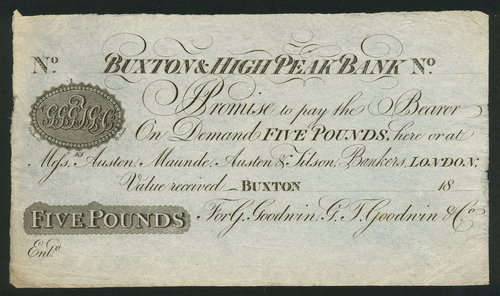 No. BUXTON & HIGH PEAK BANK No.
I Promise to pay the Bearer
On Demand FIVE POUNDS, here or at
Messrs. Austen, Maunde, Austen & Tilson, Bankers, LONDON;
Value received BUXTON 18
FIVE POUNDS For G. Goodwin, G. T. Goodwin & Co.
Entd.